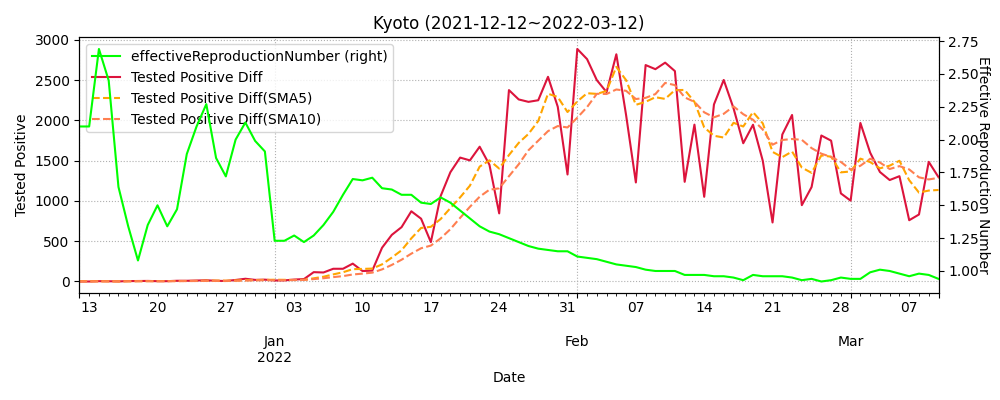 Kyoto (2021-12-12~2022-03-12)
effectiveReproductionNumber (right)
Tested Positive Diff
Tested Positive Diff(SMA5)
Tested Positive Diff(SMA10)
Tested Positive
3000
2500
2000
1500
1000
500
0
2.75
2.50
2.25
2.00
1.75
1.50
1.25
1.00
Effective Reproduction Number
13 20 27 03 10 17 24 31 07 14 21 28 07
Jan Feb Mar
2022
Date